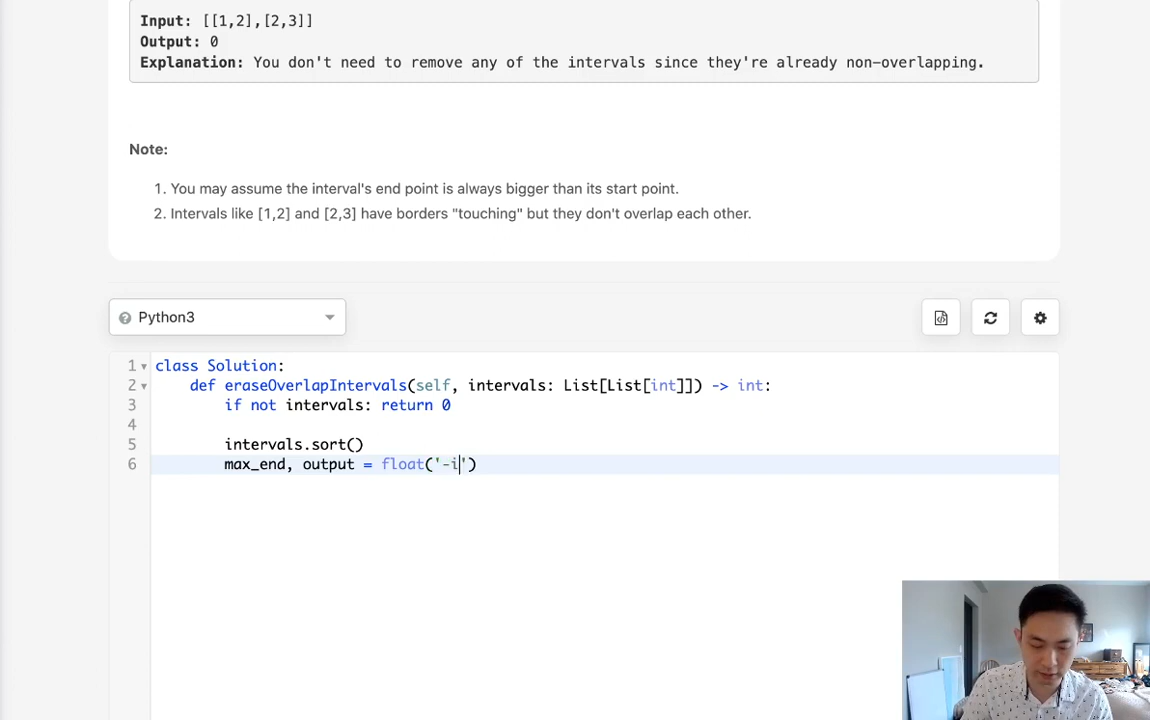 Input: [[1,2],[2,3]]
Output: 0
Explanation: You don't need to remove any of the intervals since they're already non-overlapping.
Note:
1. You may assume the interval's end point is always bigger than its start point.
2. Intervals like [1,2] and [2,3] have borders "touching" but they don't overlap each other.
Python3
1 class Solution:
2 def eraseOverlapIntervals(self, intervals: List[List[int]]) -> int:
3 if not intervals: return 0
4
5 intervals.sort()
6 max_end, output = float('-i')